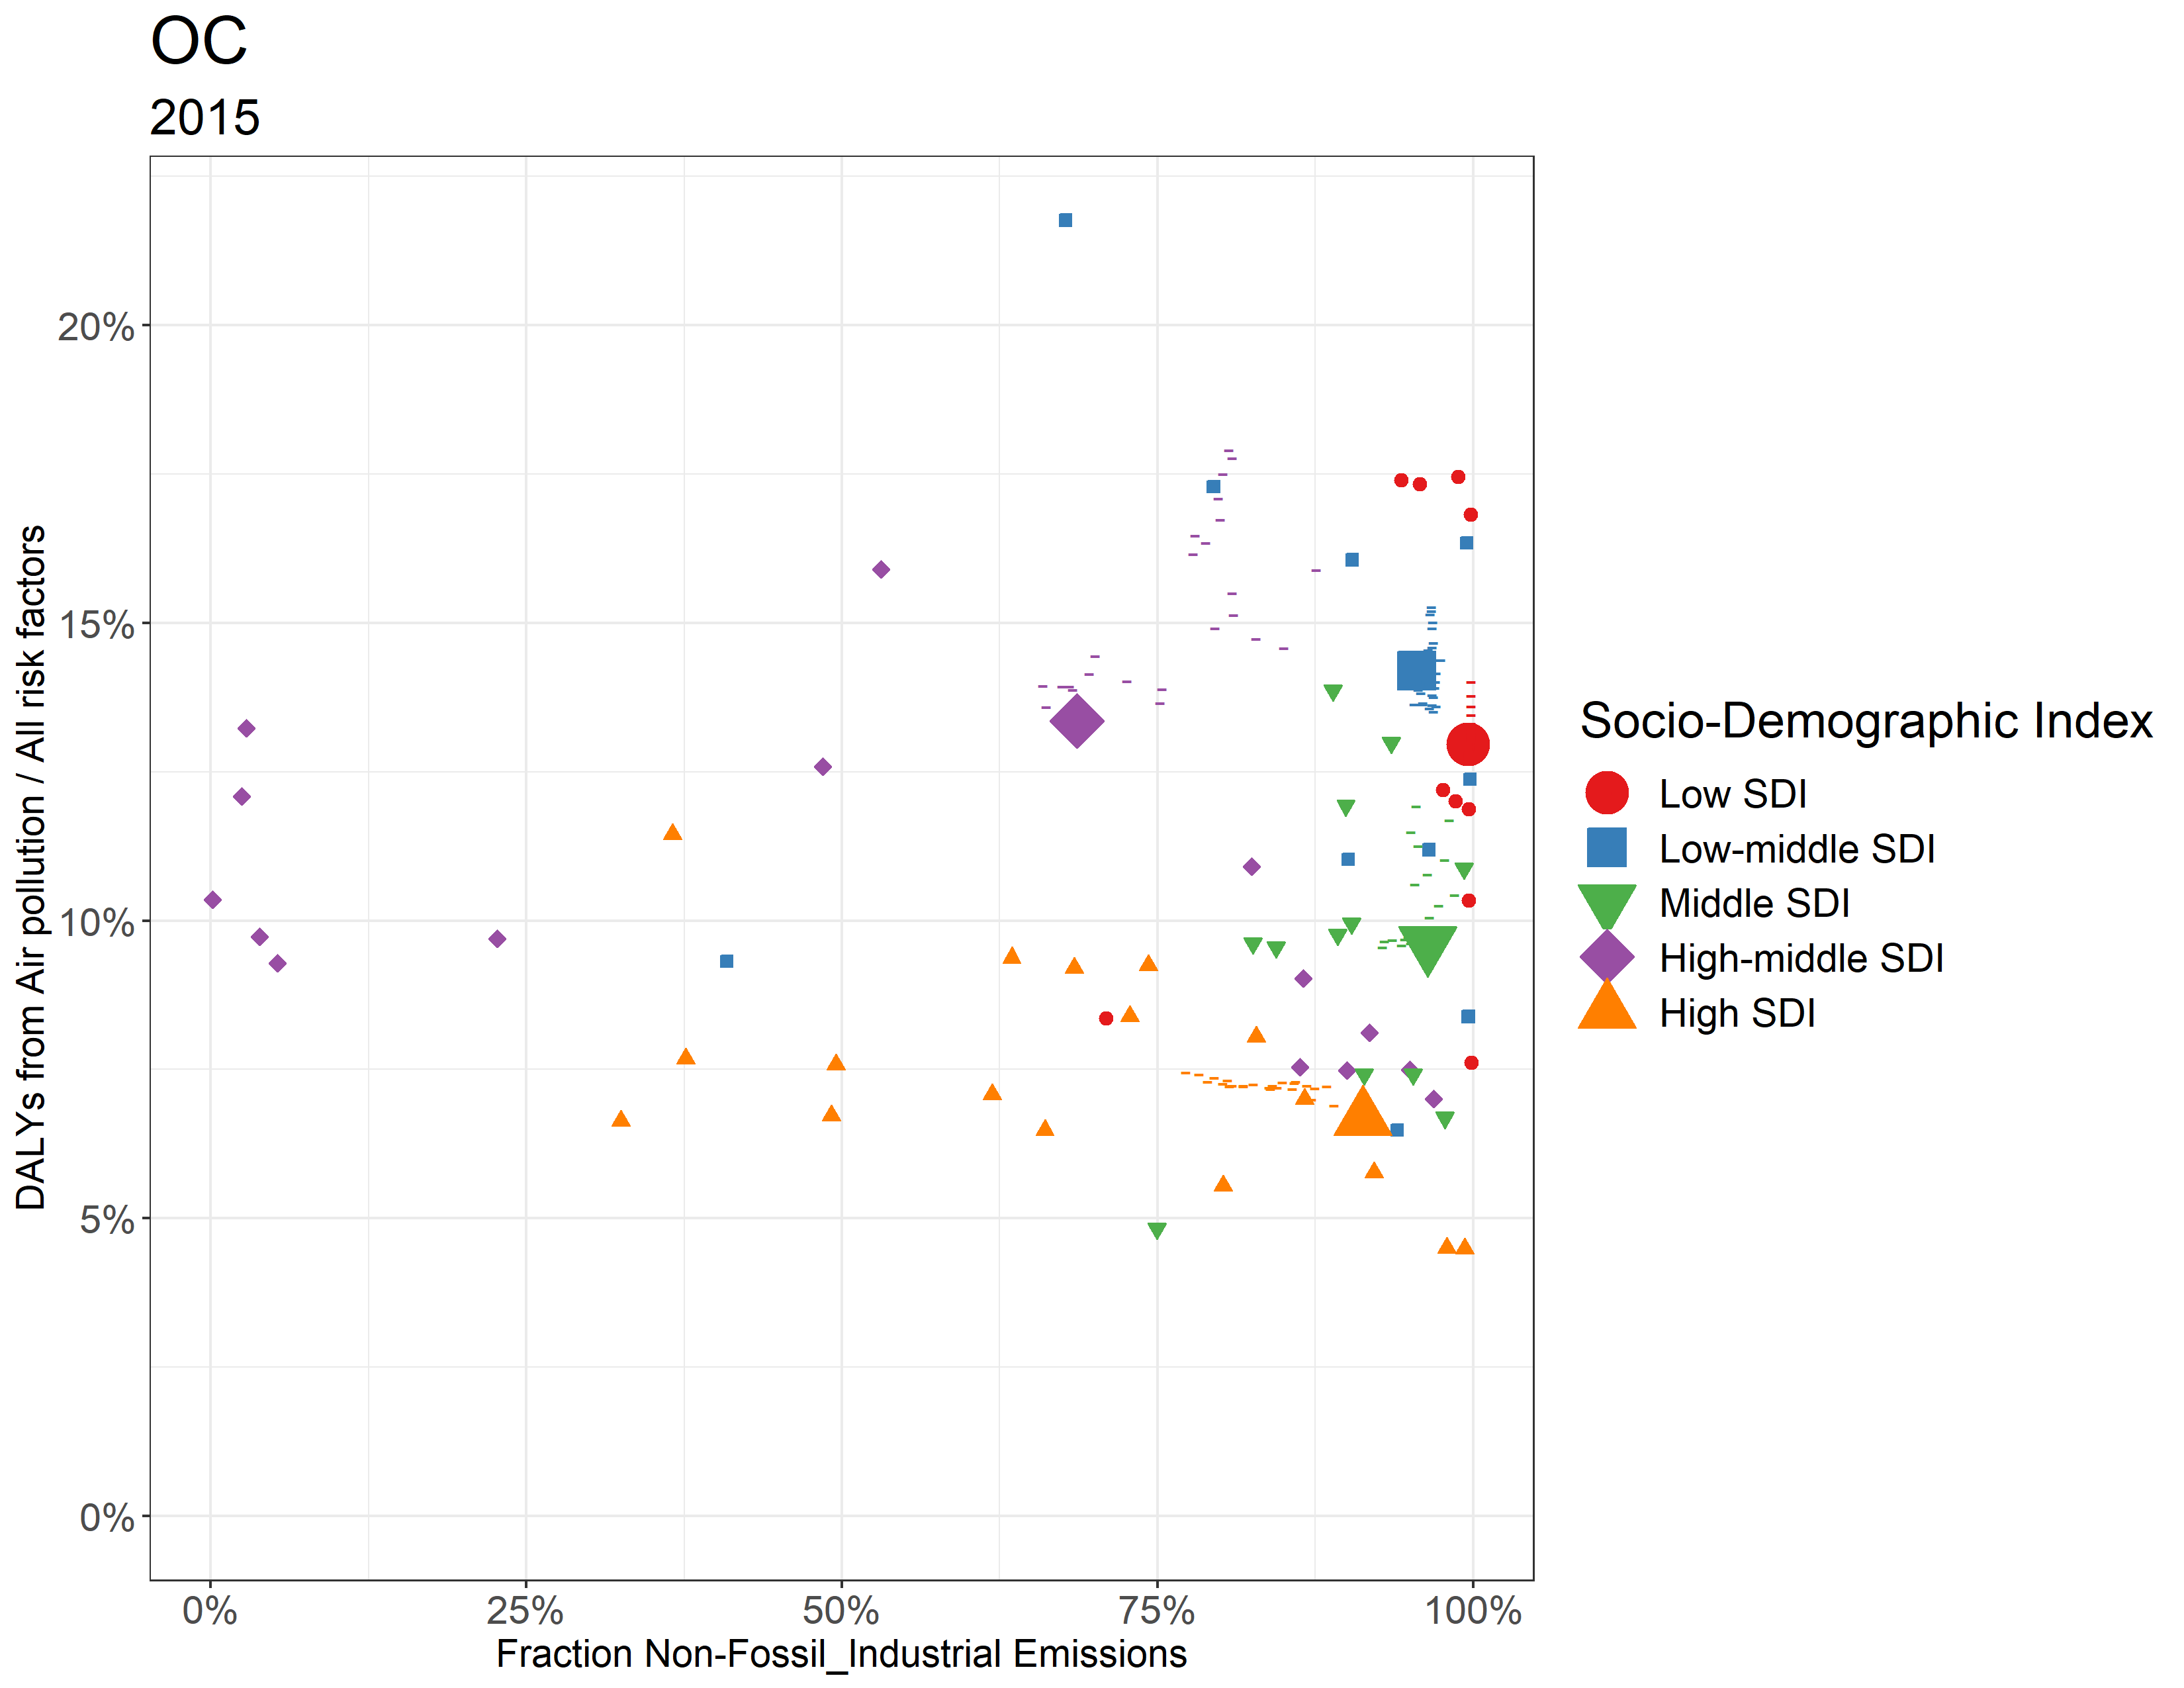 OC
2015
DALYs from Air pollution / All risk factors
20%
15%
10%
5%
0%
0%
25%
50%
75%
100%
Fraction Non-Fossil_Industrial Emissions
Socio-Demographic Index
Low SDI
Low-middle SDI
Middle SDI
High-middle SDI
High SDI